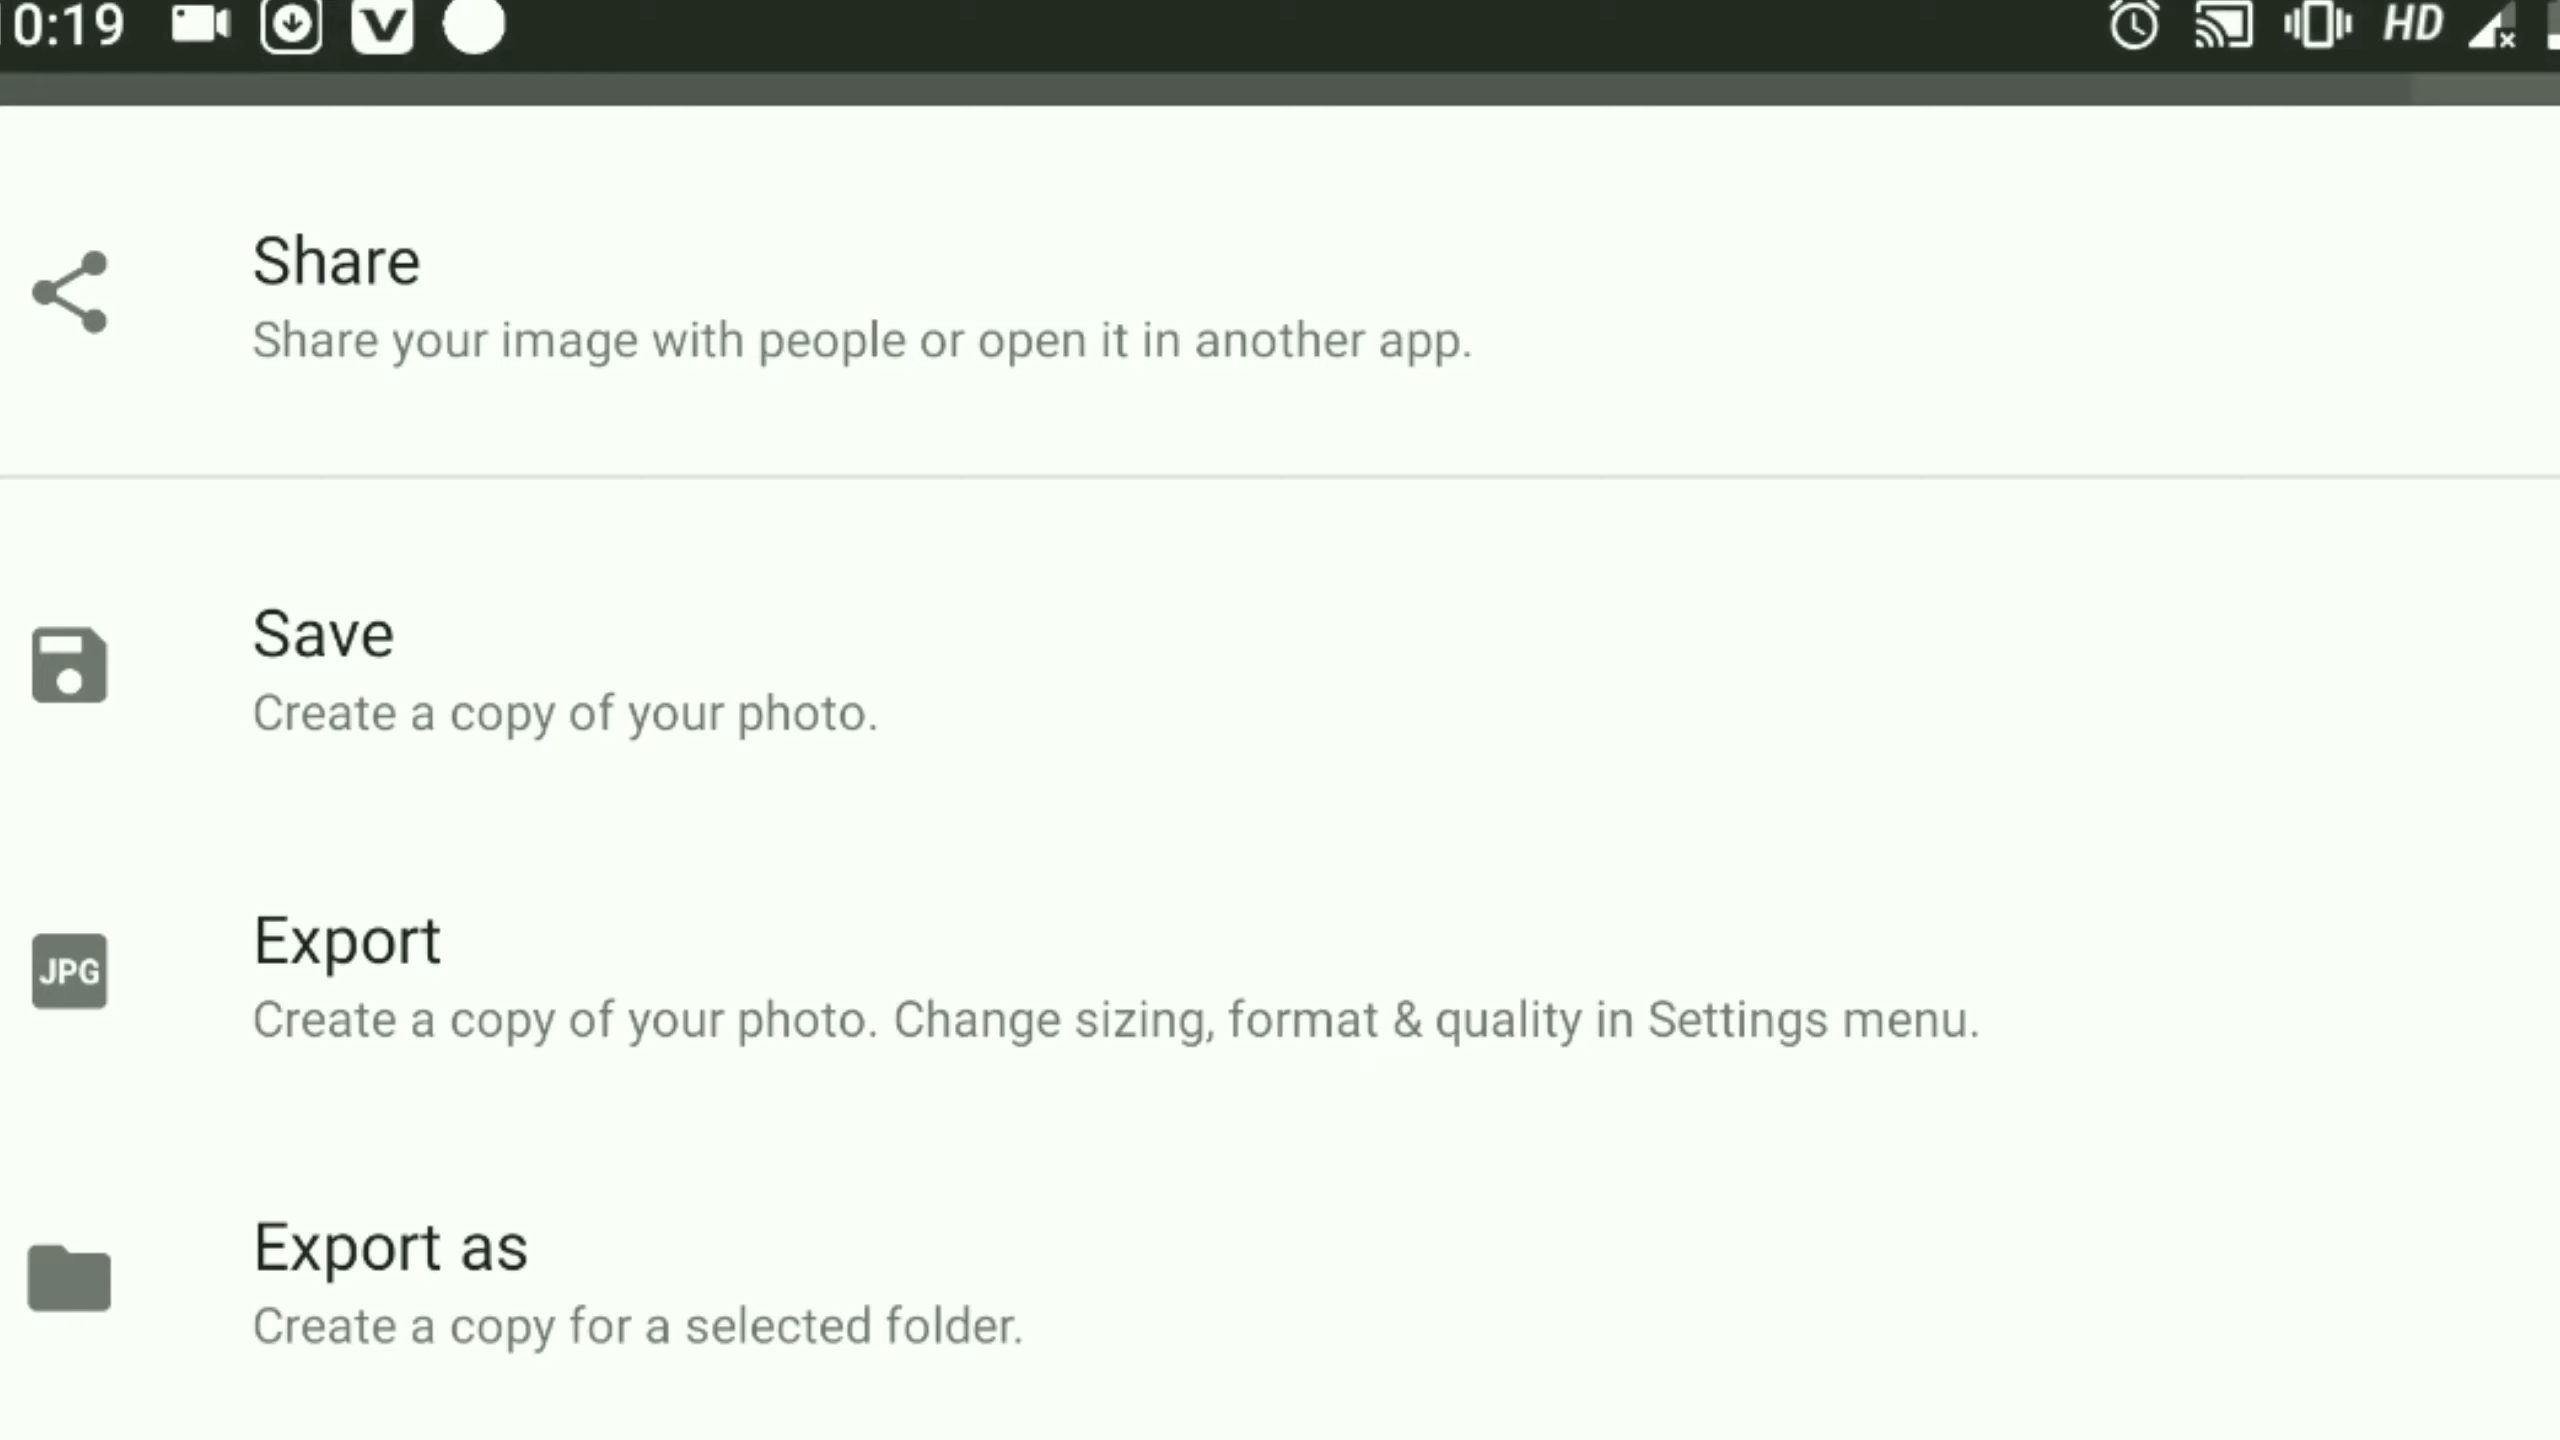 0:19 HD
Share
Share your image with people or open it in another app.
Save
Create a copy of your photo.
JPG
Export
Create a copy of your photo. Change sizing, format & quality in Settings menu.
Export as
Create a copy for a selected folder.